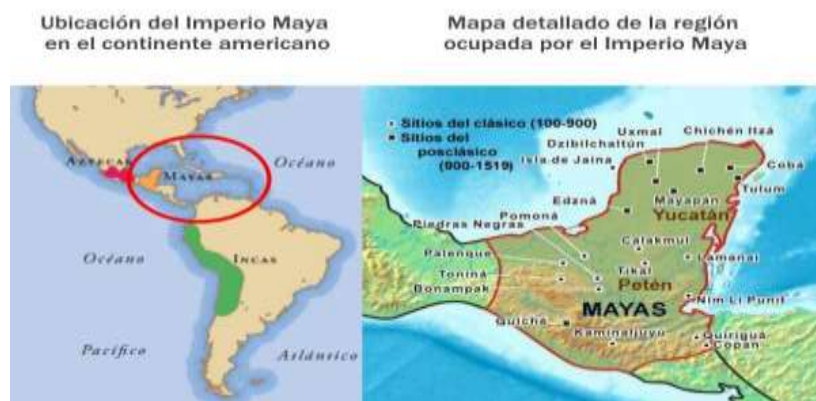 Ubicación del Imperio Maya
en el continente americano
Mapa detallado de la región
ocupada por el Imperio Maya
AZTECAS
MAYAS
Océano
INCAS
Océano
Pacífico
Atlántico
Sitios del clásico (100-900)
Sitios del
posclásico
(900-1519)
Uxmal
Chichén Itzá
Dzibilchaltún
Isla de Jaina
Cobá
Tulum
Mayapán
Edzná
Yucatán
Pomoná
Piedras Negras
Calakmul
Palenque
Lamanai
Toniná
Tikal
Bonampak
Petén
MAYAS
Nim Li Punit
Quiché
Kaminaljuyu
Quiriguá
Copán